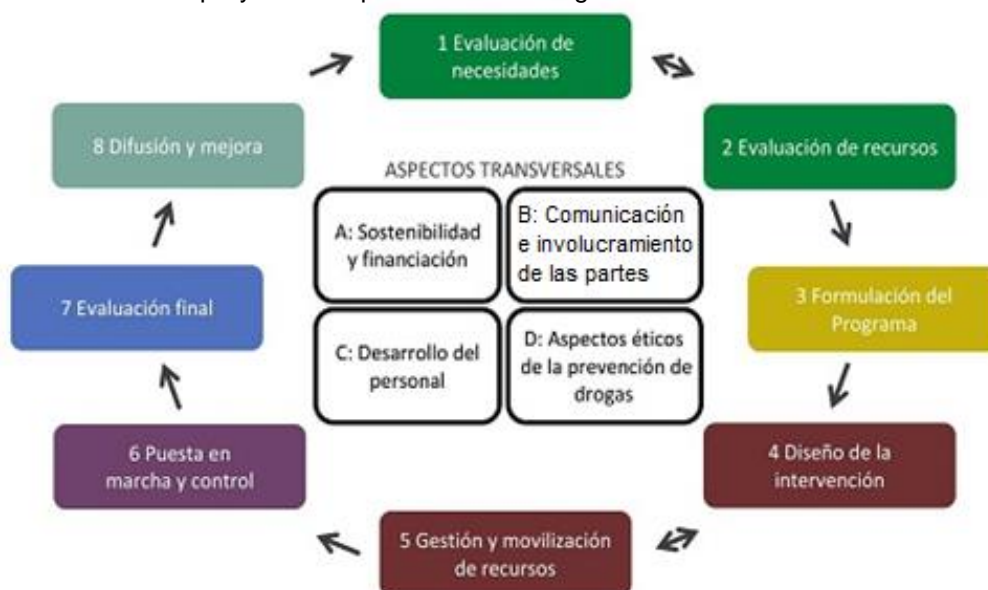 1 Evaluación de
necesidades
2 Evaluación de recursos
3 Formulación del
Programa
4 Diseño de la
intervención
5 Gestión y movilización
de recursos
6 Puesta en
marcha y control
7 Evaluación final
8 Difusión y mejora
ASPECTOS TRANSVERSALES
A: Sostenibilidad
y financiación
B: Comunicación
e involucramiento
de las partes
C: Desarrollo del
personal
D: Aspectos éticos
de la prevención de
drogas